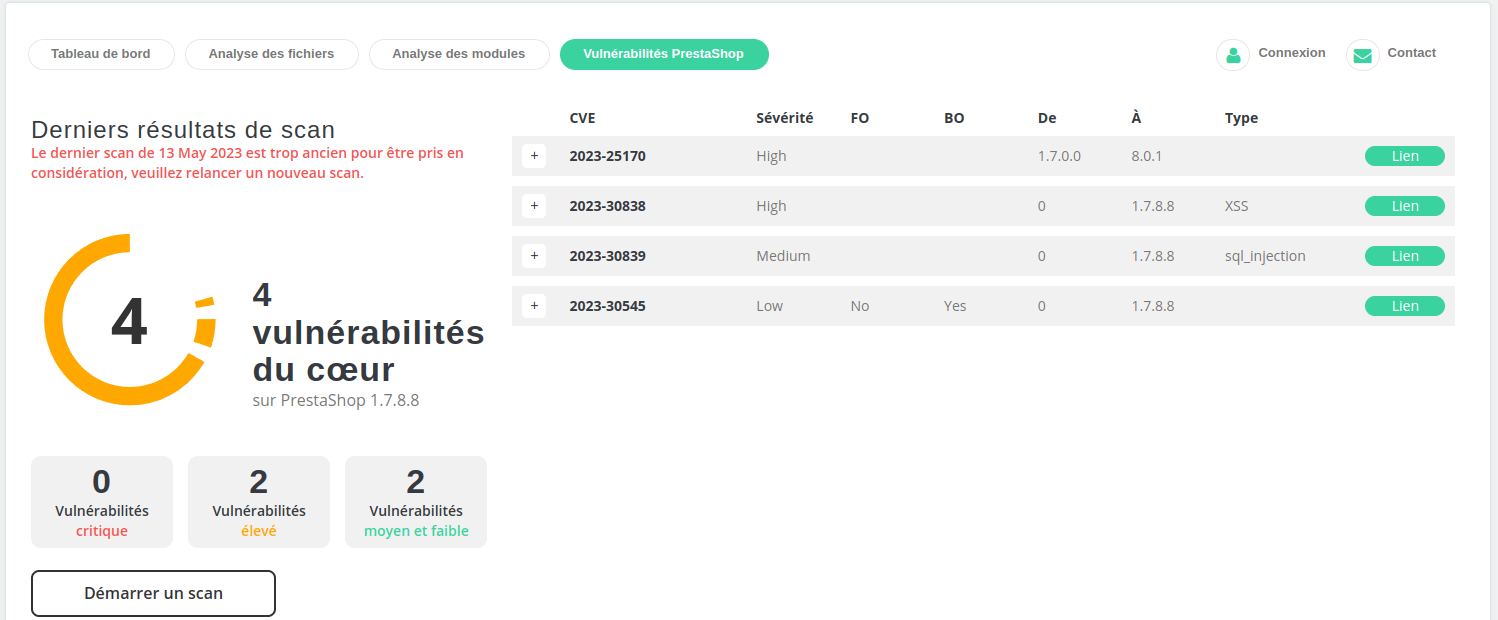 Tableau de bord Analyse des fichiers Analyse des modules Vulnérabilités PrestaShop Connexion Contact
Derniers résultats de scan
Le dernier scan de 13 May 2023 est trop ancien pour être pris en
considération, veuillez relancer un nouveau scan.
4
4
vulnérabilités
du cœur
sur PrestaShop 1.7.8.8
0
Vulnérabilités
critique
2
Vulnérabilités
élevé
2
Vulnérabilités
moyen et faible
Démarrer un scan
CVE Sévérité FO BO De À Type
+ 2023-25170 High 1.7.0.0 8.0.1 Lien
+ 2023-30838 High 0 1.7.8.8 XSS Lien
+ 2023-30839 Medium 0 1.7.8.8 sql_injection Lien
+ 2023-30545 Low No Yes 0 1.7.8.8 Lien